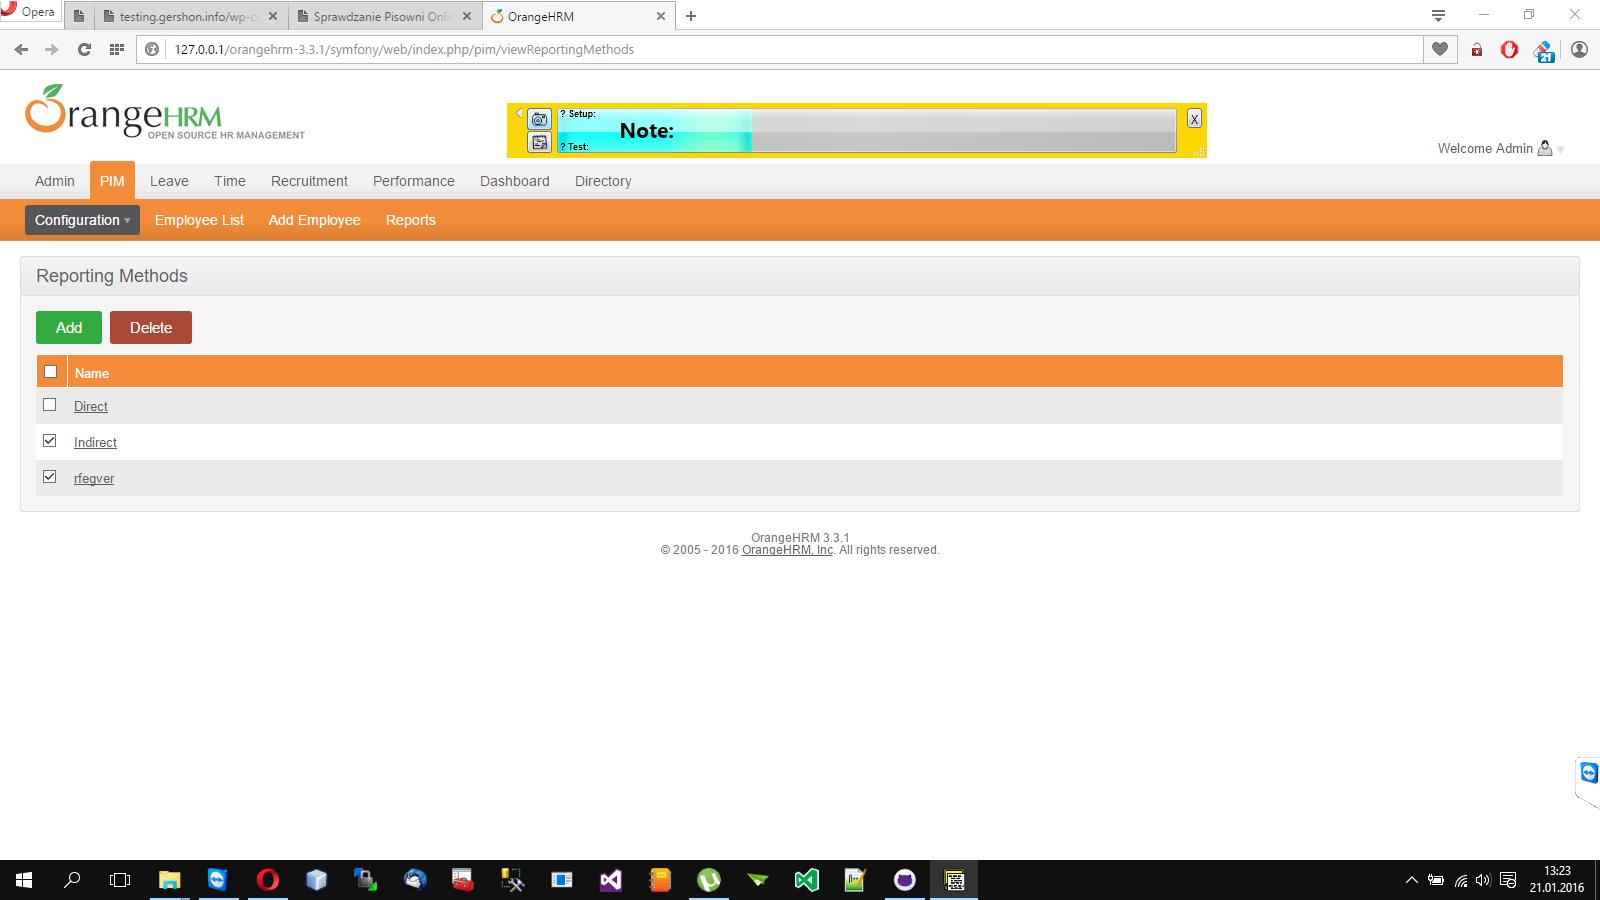 Opera
testing.gershon.info/wp-co
Sprawdzanie Pisowni Onlin
OrangeHRM
127.0.0.1/orangehrm-3.3.1/symfony/web/index.php/pim/viewReportingMethods
21
OrangeHRM
OPEN SOURCE HR MANAGEMENT
? Setup:
Note:
? Test:
X
Welcome Admin
Admin PIM Leave Time Recruitment Performance Dashboard Directory
Configuration Employee List Add Employee Reports
Reporting Methods
Add Delete
Name
Direct
Indirect
rfegver
OrangeHRM 3.3.1
© 2005 - 2016 OrangeHRM, Inc. All rights reserved.
13:23
21.01.2016